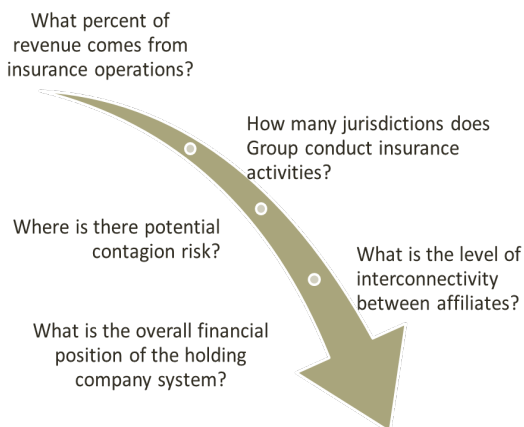 What percent of
revenue comes from
insurance operations?
How many jurisdictions does
Group conduct insurance
activities?
Where is there potential
contagion risk?
What is the level of
interconnectivity
between affiliates?
What is the overall financial
position of the holding
company system?